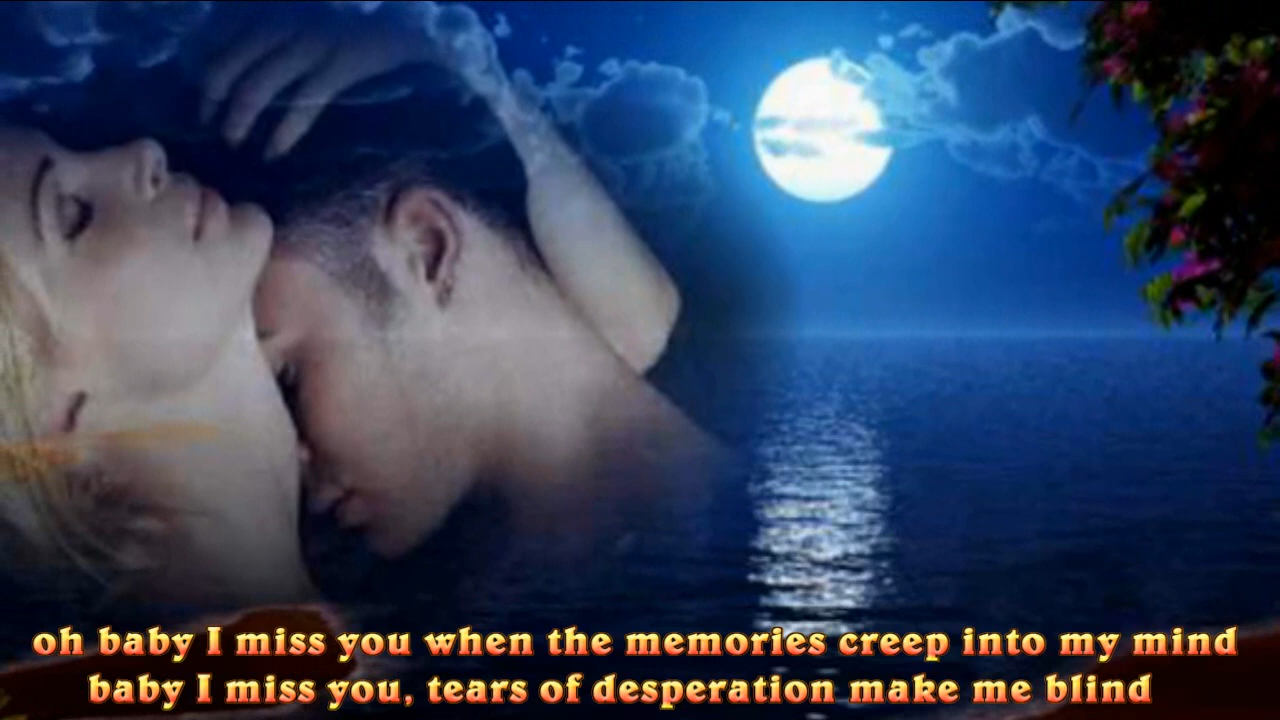 oh baby I miss you when the memories creep into my mind
baby I miss you, tears of desperation make me blind